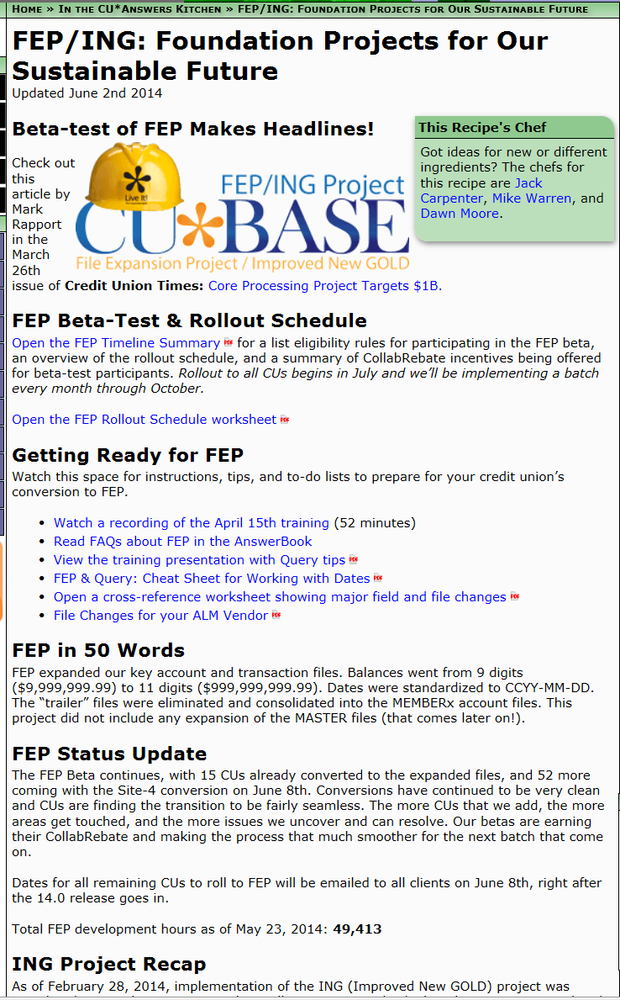 Home » In the CU*Answers Kitchen » FEP/ING: Foundation Projects for Our Sustainable Future
FEP/ING: Foundation Projects for Our
Sustainable Future
Updated June 2nd 2014
Beta-test of FEP Makes Headlines!
Check out
this
article by
Mark
Rapport
in the
March
26th
issue of Credit Union Times: Core Processing Project Targets $1B.
Live It!
FEP/ING Project
CU*BASE
File Expansion Project / Improved New GOLD
This Recipe's Chef
Got ideas for new or different
ingredients? The chefs for
this recipe are Jack
Carpenter, Mike Warren, and
Dawn Moore.
FEP Beta-Test & Rollout Schedule
Open the FEP Timeline Summary PDF for a list eligibility rules for participating in the FEP beta,
an overview of the rollout schedule, and a summary of CollabRebate incentives being offered
for beta-test participants. Rollout to all CUs begins in July and we’ll be implementing a batch
every month through October.
Open the FEP Rollout Schedule worksheet PDF
Getting Ready for FEP
Watch this space for instructions, tips, and to-do lists to prepare for your credit union’s
conversion to FEP.
• Watch a recording of the April 15th training (52 minutes)
• Read FAQs about FEP in the AnswerBook
• View the training presentation with Query tips PDF
• FEP & Query: Cheat Sheet for Working with Dates PDF
• Open a cross-reference worksheet showing major field and file changes PDF
• File Changes for your ALM Vendor PDF
FEP in 50 Words
FEP expanded our key account and transaction files. Balances went from 9 digits
($9,999,999.99) to 11 digits ($999,999,999.99). Dates were standardized to CCYY-MM-DD.
The “trailer” files were eliminated and consolidated into the MEMBERx account files. This
project did not include any expansion of the MASTER files (that comes later on!).
FEP Status Update
The FEP Beta continues, with 15 CUs already converted to the expanded files, and 52 more
coming with the Site-4 conversion on June 8th. Conversions have continued to be very clean
and CUs are finding the transition to be fairly seamless. The more CUs that we add, the more
areas get touched, and the more issues we uncover and can resolve. Our betas are earning
their CollabRebate and making the process that much smoother for the next batch that come
on.
Dates for all remaining CUs to roll to FEP will be emailed to all clients on June 8th, right after
the 14.0 release goes in.
Total FEP development hours as of May 23, 2014: 49,413
ING Project Recap
As of February 28, 2014, implementation of the ING (Improved New GOLD) project was